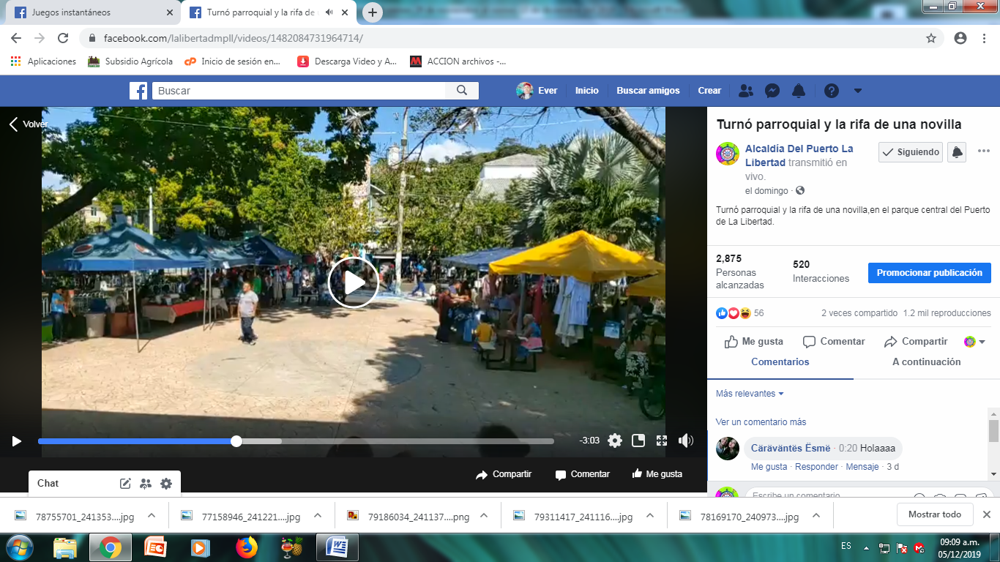 Juegos instantáneos
Turnó parroquial y la rifa de
facebook.com/lalibertadmpll/videos/1482084731964714/
Aplicaciones
Subsidio Agrícola
Inicio de sesión en...
Descarga Video y A...
ACCION archivos -...
Buscar
Ever
Inicio
Buscar amigos
Crear
Volver
Turnó parroquial y la rifa de una novilla
Alcaldía Del Puerto La
Libertad transmitió en
vivo.
el domingo ·
Siguiendo
Turnó parroquial y la rifa de una novilla,en el parque central del Puerto
de La Libertad.
2,875
Personas
alcanzadas
520
Interacciones
Promocionar publicación
56
2 veces compartido 1.2 mil reproducciones
Me gusta
Comentar
Compartir
Comentarios
A continuación
Más relevantes
Ver un comentario más
Cäräväntës Ësmë · 0:20 Holaaaa
Me gusta · Responder · Mensaje · 3 d
Escribe un comentario
pepsi
-3:03
Compartir
Comentar
Me gusta
Chat
78755701_241353....jpg
77158946_241221....jpg
79186034_241137....png
79311417_241116....jpg
78169170_240973....jpg
Mostrar todo
ES
09:09 a.m.
05/12/2019